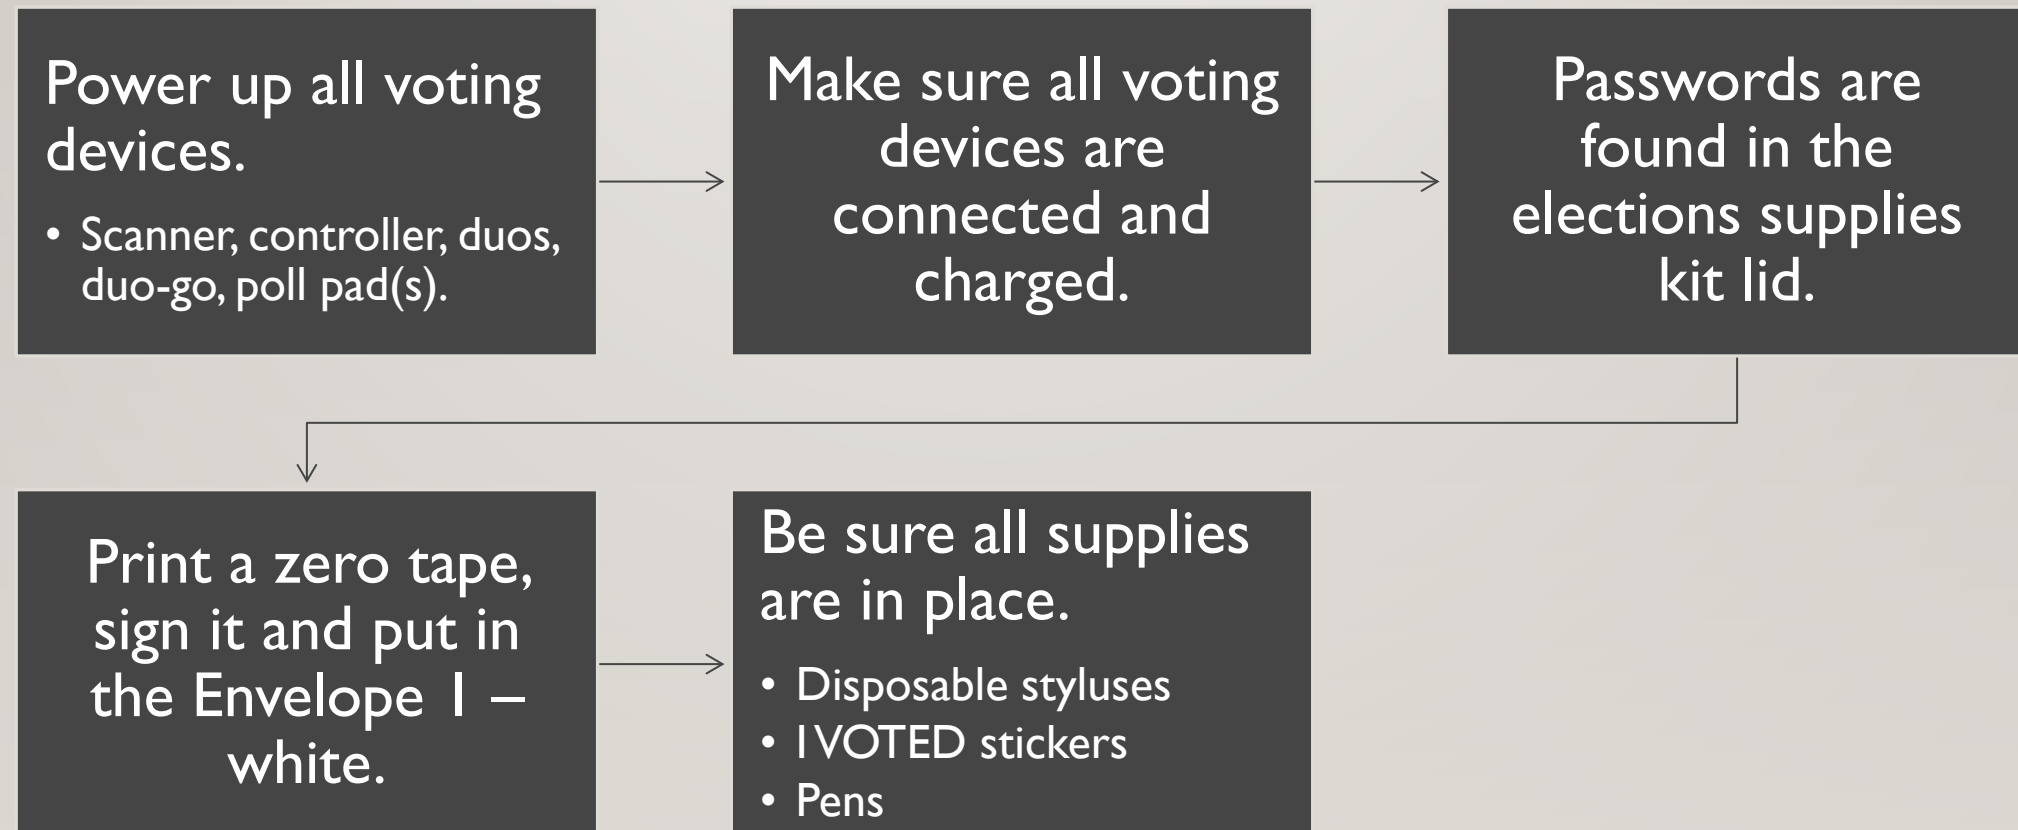 Power up all voting
devices.
• Scanner, controller, duos,
duo-go, poll pad(s).
Make sure all voting
devices are
connected and
charged.
Passwords are
found in the
elections supplies
kit lid.
Print a zero tape,
sign it and put in
the Envelope 1 –
white.
Be sure all supplies
are in place.
• Disposable styluses
• I VOTED stickers
• Pens